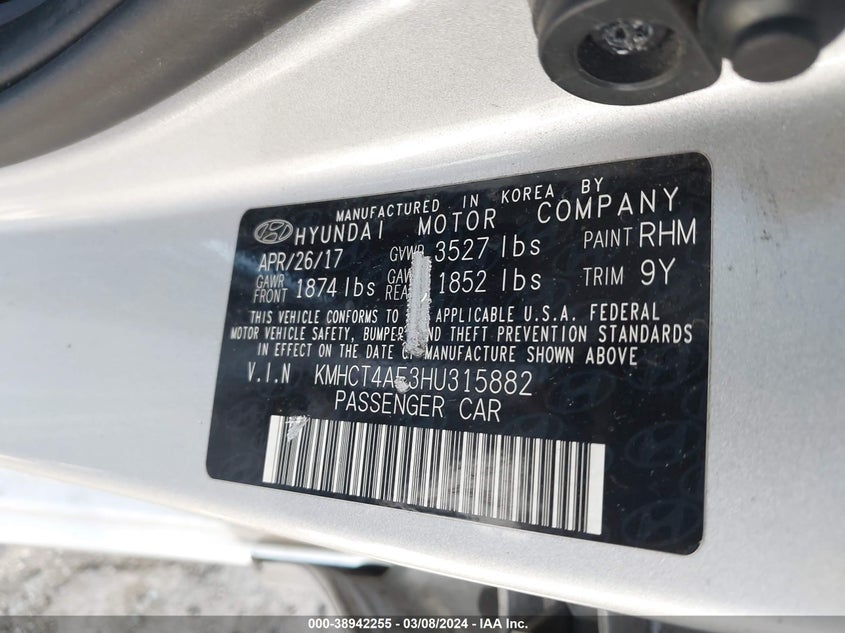 MANUFACTURED IN KOREA BY
HYUNDAI MOTOR COMPANY
APR/26/17 GVWR 3527 lbs PAINT RHM
GAWR FRONT 1874 lbs GAWR REAR 1852 lbs TRIM 9Y
THIS VEHICLE CONFORMS TO APPLICABLE U.S.A. FEDERAL
MOTOR VEHICLE SAFETY, BUMPER AND THEFT PREVENTION STANDARDS
IN EFFECT ON THE DATE OF MANUFACTURE SHOWN ABOVE
V.I.N KMHCT4AE3HU315882
PASSENGER CAR
000-38942255 - 03/08/2024 - IAA Inc.